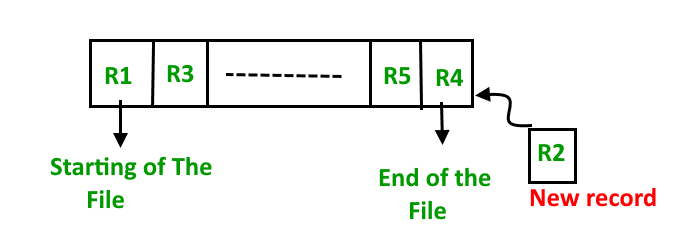 R1 R3 ---------- R5 R4
Starting of The
File
End of the
File
R2
New record